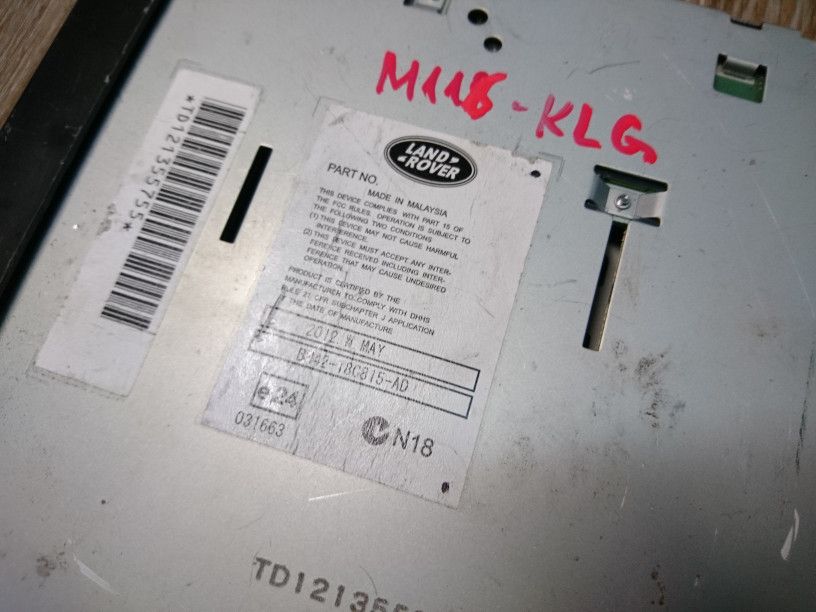 M118-KLG
*TD121355755*
LAND
ROVER
PART NO.
MADE IN MALAYSIA
THIS DEVICE COMPLIES WITH PART 15 OF
THE FCC RULES. OPERATION IS SUBJECT TO
THE FOLLOWING TWO CONDITIONS
(1) THIS DEVICE MAY NOT CAUSE HARMFUL
INTERFERENCE.
(2) THIS DEVICE MUST ACCEPT ANY INTER-
FERENCE RECEIVED INCLUDING INTER-
FERENCE THAT MAY CAUSE UNDESIRED
OPERATION.
PRODUCT IS CERTIFIED BY THE
MANUFACTURER TO COMPLY WITH DHHS
RULE 21 CFR SUBCHAPTER J APPLICATION
THE DATE OF MANUFACTURE
2012 MAY
BJ42-18C815-AD
e24
031663
N18